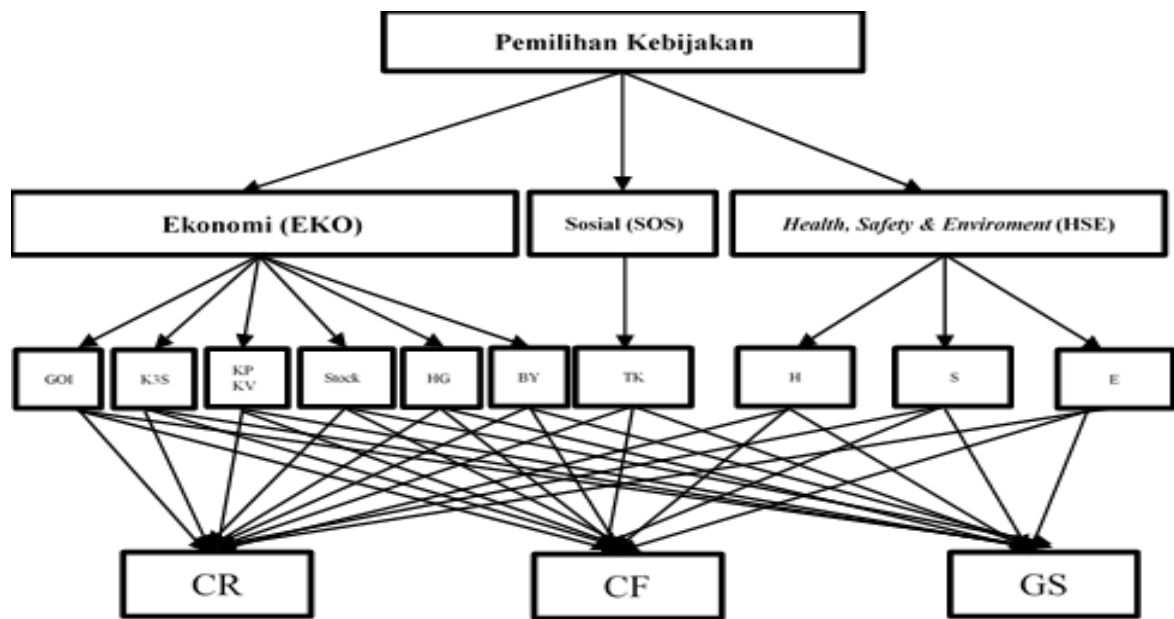 Pemilihan Kebijakan
Ekonomi (EKO)
Sosial (SOS)
Health, Safety & Enviroment (HSE)
GOI
K3S
KP
KV
Stock
HG
BY
TK
H
S
E
CR
CF
GS